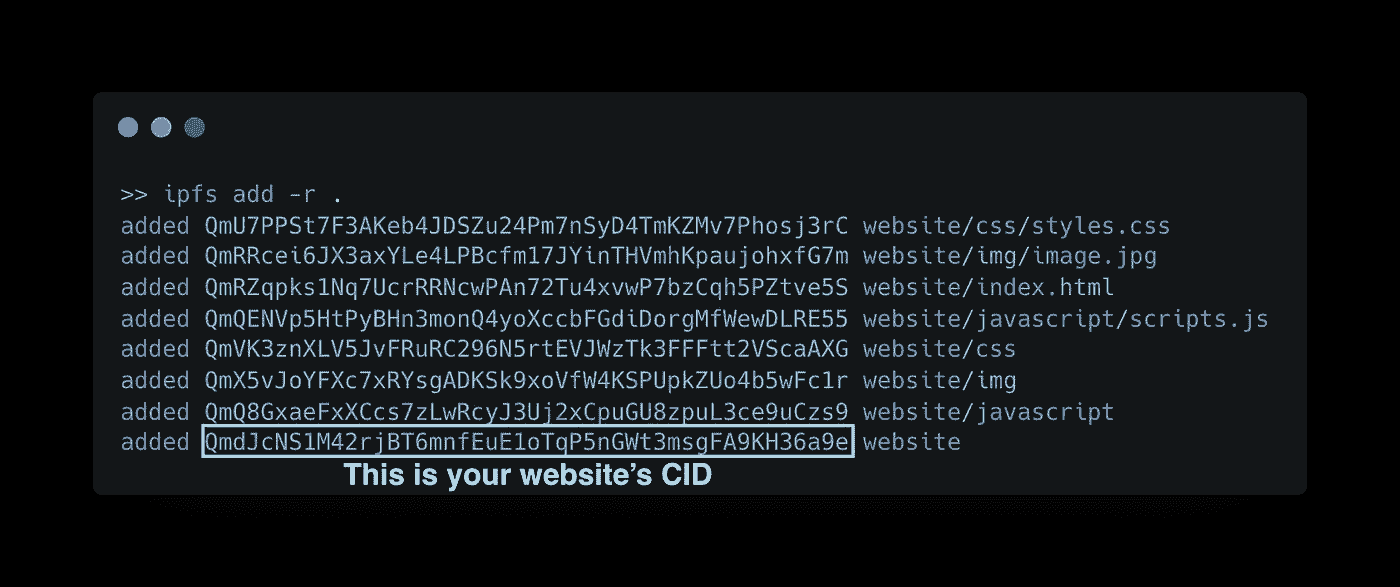 >> ipfs add -r .
added QmU7PPSt7F3AKeb4JDSZu24Pm7nSyD4TmKZMv7Phosj3rC website/css/styles.css
added QmRRcei6JX3axYLe4LPBcfm17JYinTHVmhKpaujohxfG7m website/img/image.jpg
added QmRZqpks1Nq7UcrRRNcwPAn72Tu4xvwP7bzCqh5PZtve5S website/index.html
added QmQENVp5HtPyBHn3monQ4yoXccbFGdiDorgMfWewDLRE55 website/javascript/scripts.js
added QmVK3znXLV5JvFRuRC296N5rtEVJWzTk3FFFtt2VScaAXG website/css
added QmX5vJoYFXc7xRYsgADKSk9xoVfW4KSPUpkZUo4b5wFc1r website/img
added QmQ8GxaeFxXCcs7zLwRcyJ3Uj2xCpuGU8zpuL3ce9uCzs9 website/javascript
added QmdJcNS1M42rjBT6mnfEuE1oTqP5nGWt3msgFA9KH36a9e website
This is your website’s CID